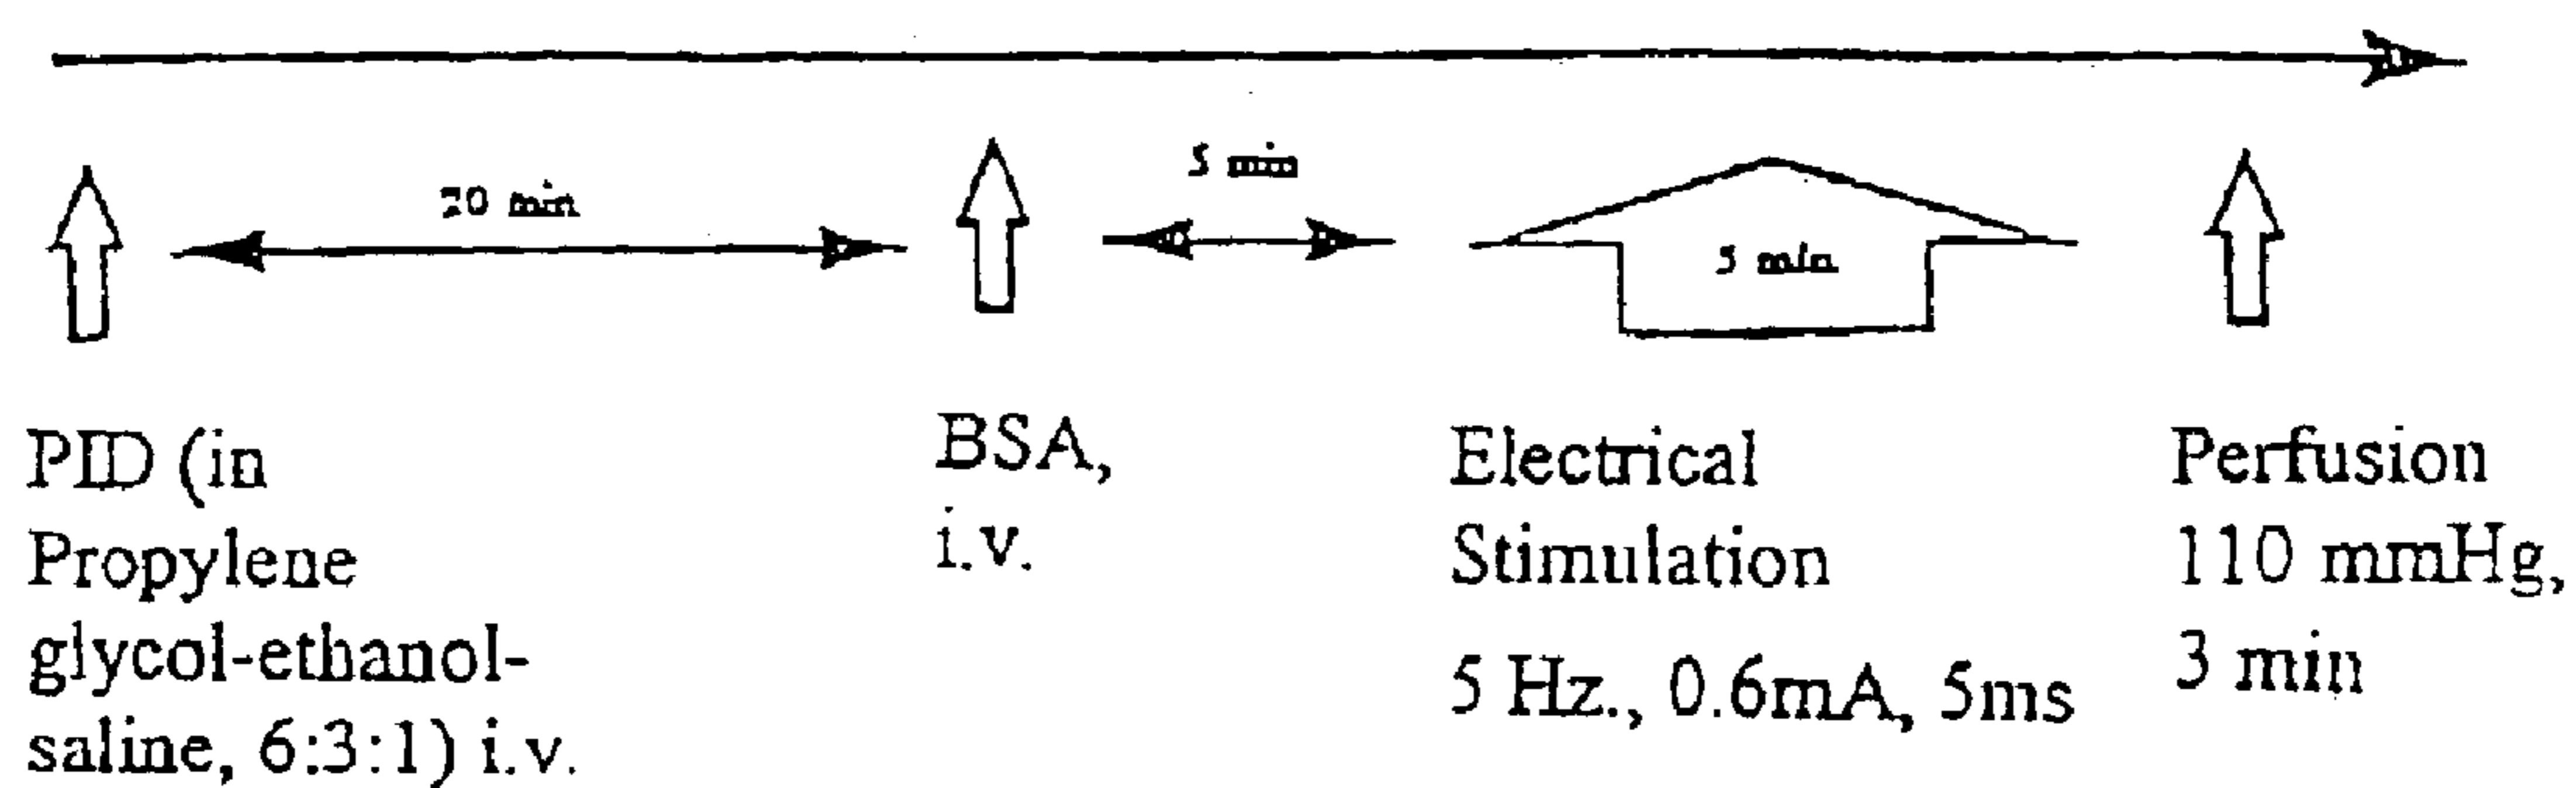 20 min
5 min
5 min
PID (in
Propylene
glycol-ethanol-
saline, 6:3:1) i.v.
BSA,
i.v.
Electrical
Stimulation
5 Hz., 0.6mA, 5ms
Perfusion
110 mmHg,
3 min